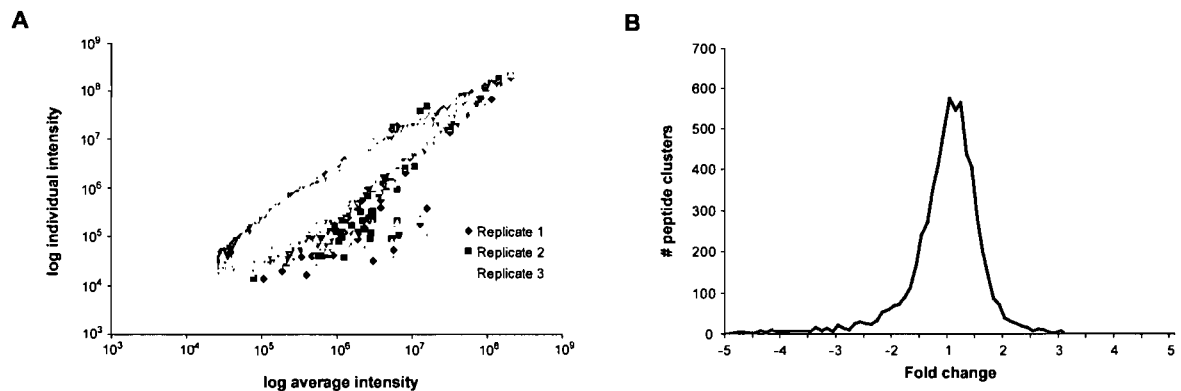 A
log individual intensity
10⁹
10⁸
10⁷
10⁶
10⁵
10⁴
10³
10³ 10⁴ 10⁵ 10⁶ 10⁷ 10⁸ 10⁹
log average intensity
Replicate 1
Replicate 2
Replicate 3
B
# peptide clusters
700
600
500
400
300
200
100
0
-5 -4 -3 -2 1 2 3 4 5
Fold change